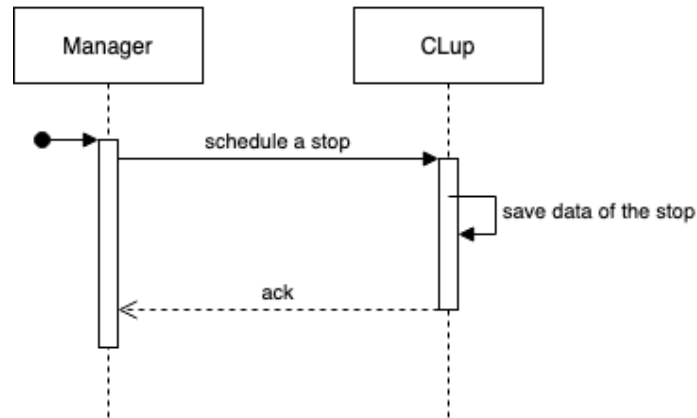 Manager
CLup
schedule a stop
save data of the stop
ack